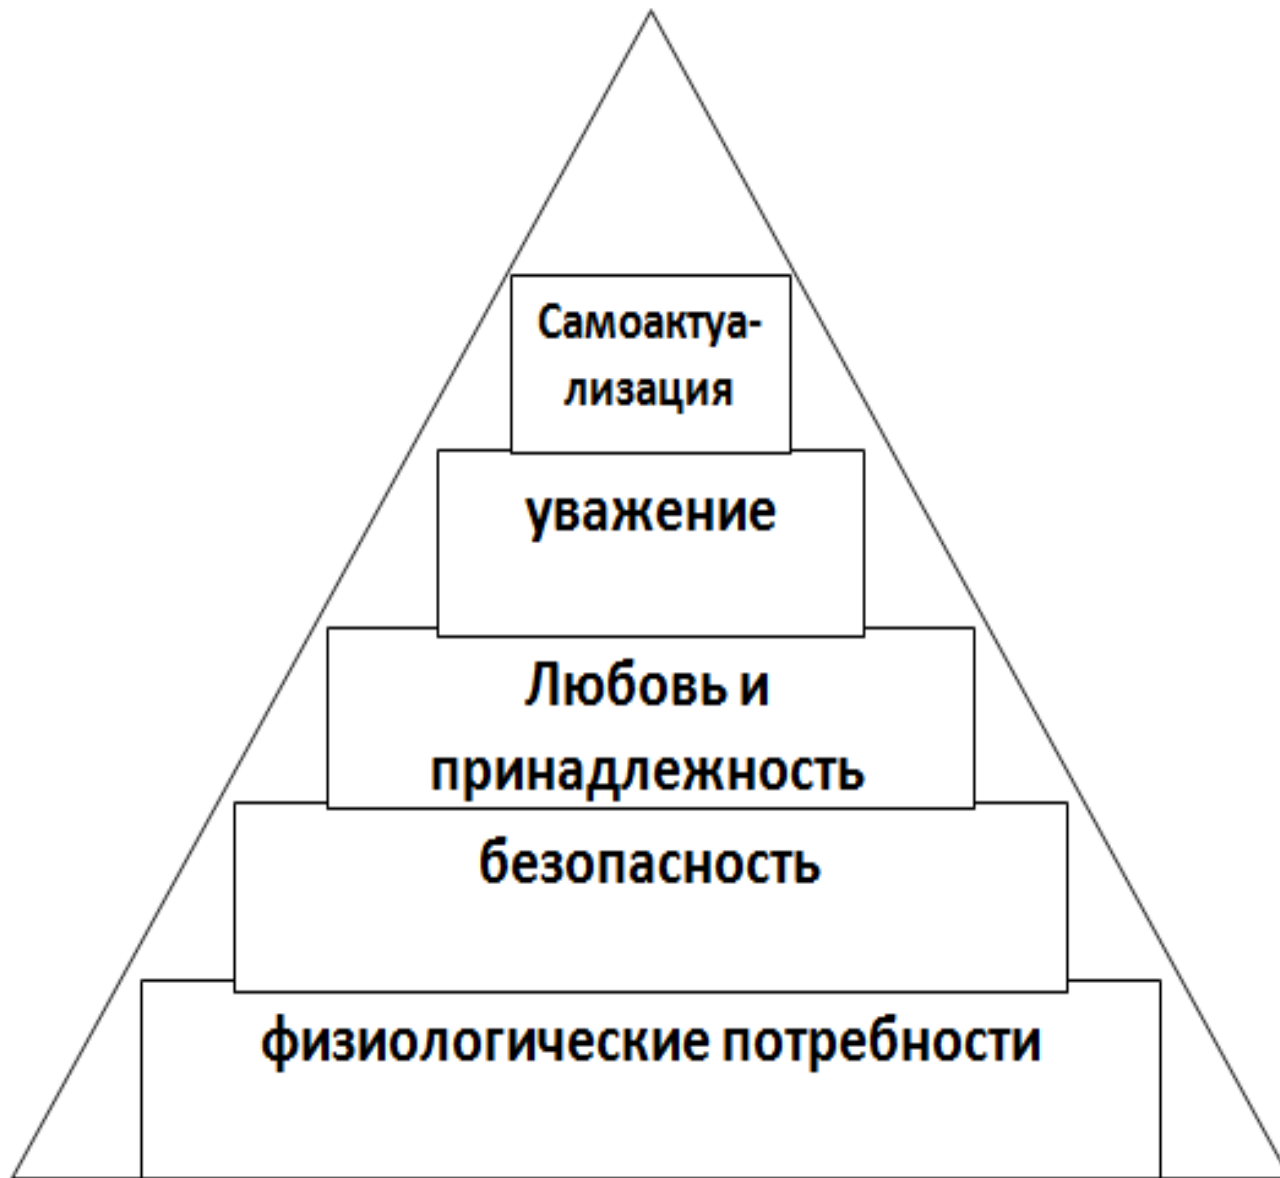 Самоактуа-
лизация
уважение
Любовь и
принадлежность
безопасность
физиологические потребности